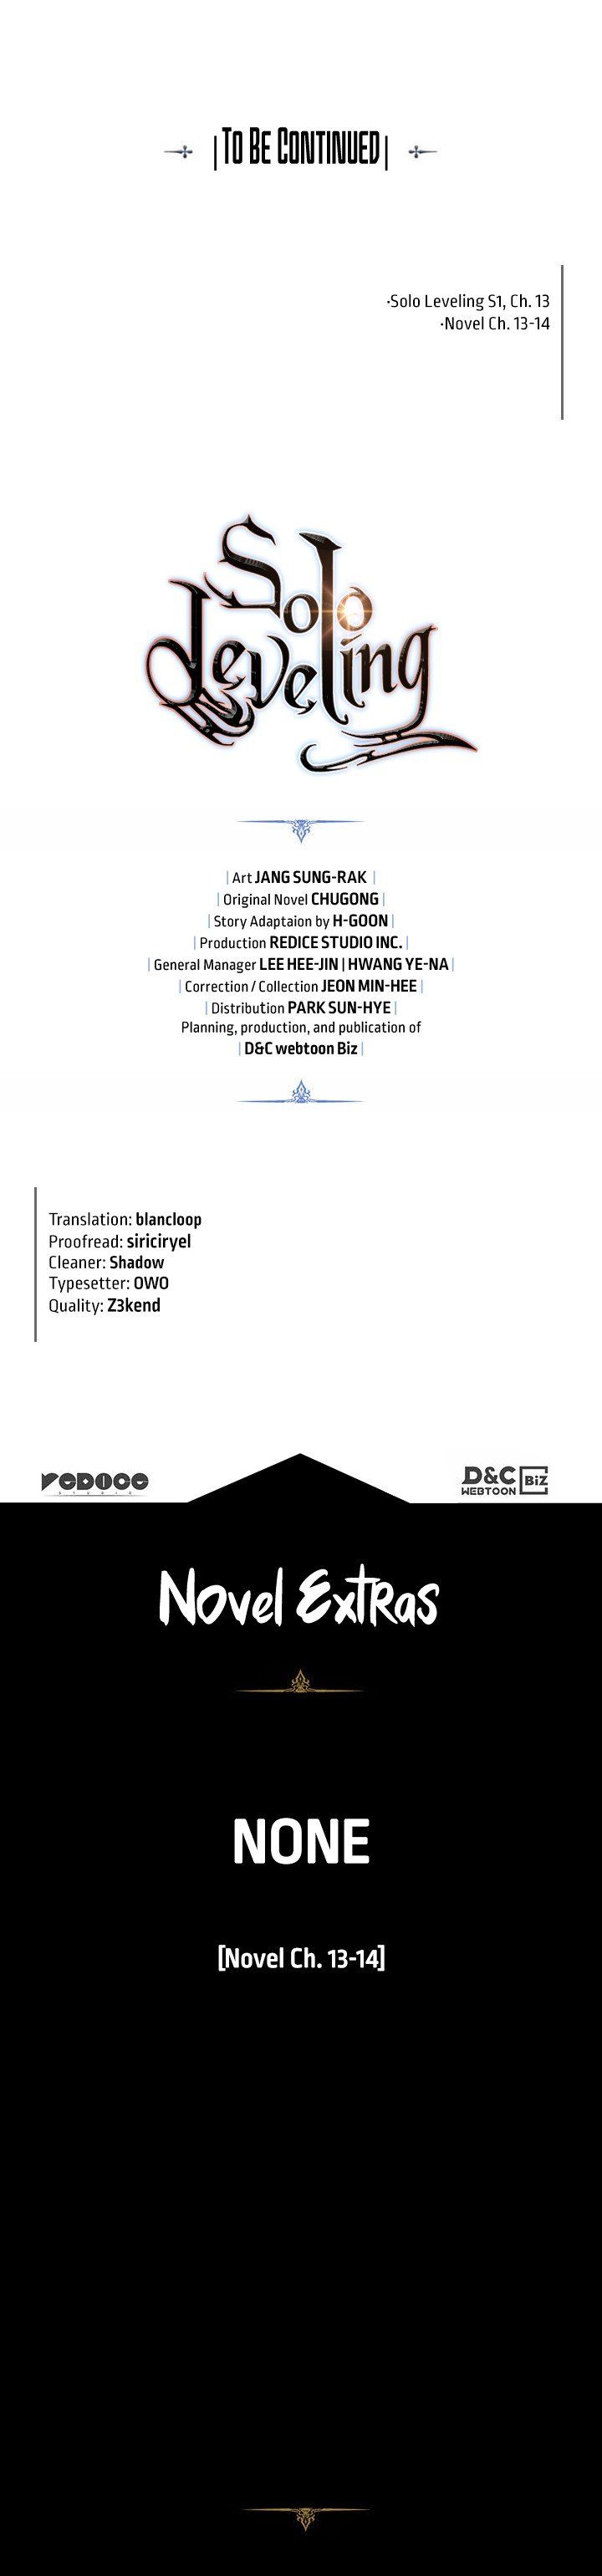 To Be Continued
·Solo Leveling S1, Ch. 13
·Novel Ch. 13-14
Solo
Leveling
| Art JANG SUNG-RAK |
| Original Novel CHUGONG |
| Story Adaptaion by H-GOON |
| Production REDICE STUDIO INC. |
| General Manager LEE HEE-JIN | HWANG YE-NA |
| Correction / Collection JEON MIN-HEE |
| Distribution PARK SUN-HYE |
Planning, production, and publication of
| D&C webtoon Biz |
Translation: blancloop
Proofread: siriciryel
Cleaner: Shadow
Typesetter: OWO
Quality: Z3kend
REDICE
STUDIO
D&C
WEBTOON
BIZ
Novel Extras
NONE
[Novel Ch. 13-14]